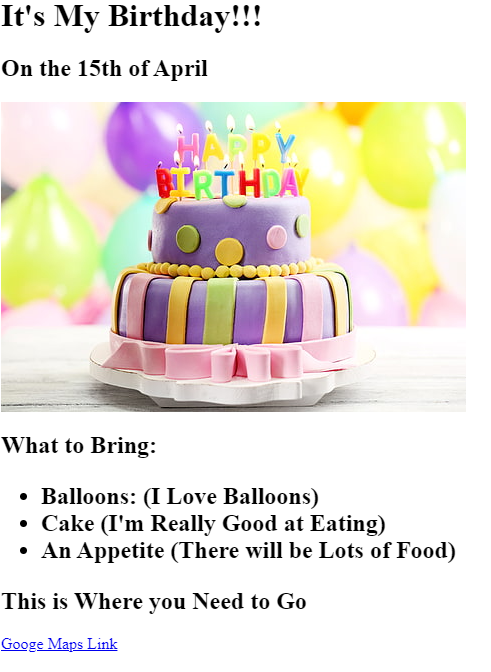 It's My Birthday!!!
On the 15th of April
HAPPY
BIRTHDAY
What to Bring:
Balloons: (I Love Balloons)
Cake (I'm Really Good at Eating)
An Appetite (There will be Lots of Food)
This is Where you Need to Go
Googe Maps Link